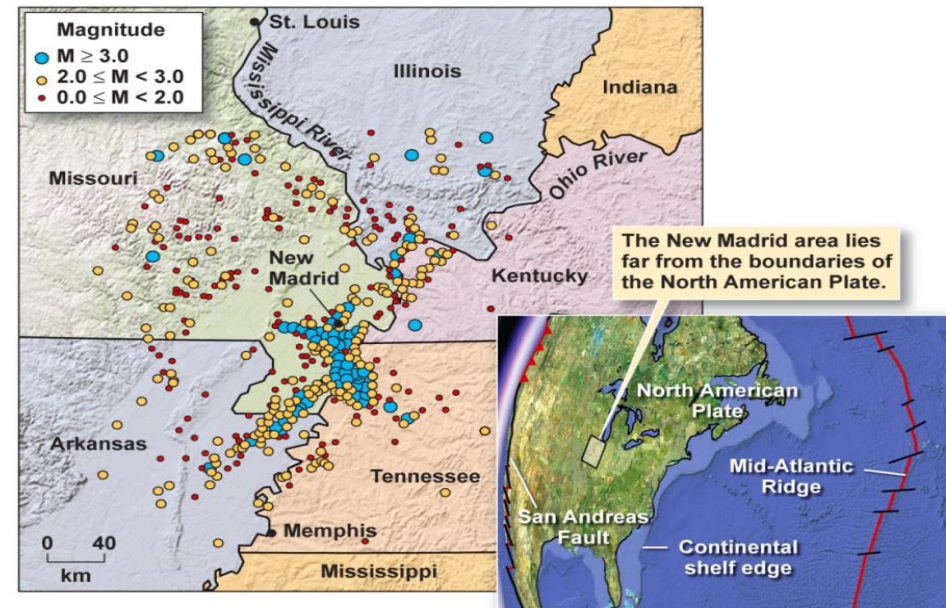 Magnitude
M ≥ 3.0
2.0 ≤ M < 3.0
0.0 ≤ M < 2.0
St. Louis
Mississippi River
Illinois
Indiana
Missouri
Ohio River
New
Madrid
Kentucky
The New Madrid area lies
far from the boundaries of
the North American Plate.
Arkansas
Tennessee
Memphis
0 40
km
Mississippi
North American
Plate
Mid-Atlantic
Ridge
San Andreas
Fault
Continental
shelf edge